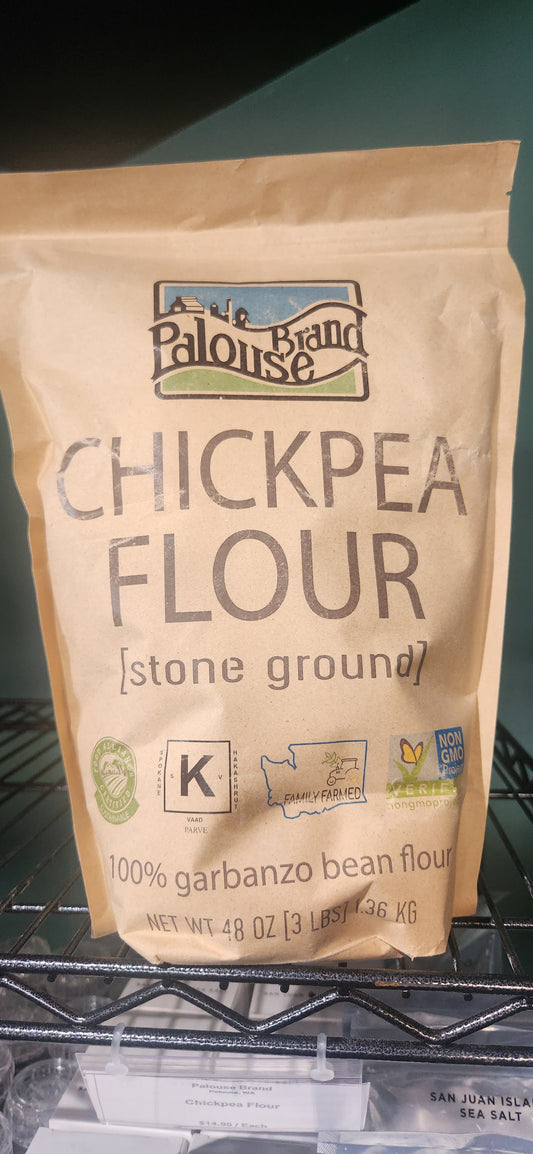 Palouse Brand
CHICKPEA
FLOUR
[stone ground]
CERTIFIED
SPOKANE
K
S V
HAKASHRUT
VAAD
PARVE
FAMILY FARMED
NON
GMO
Project
VERIFIED
nongmoproject
100% garbanzo bean flour
NET WT 48 OZ [3 LBS] 1.36 KG
Palouse Brand
Palouse, WA
Chickpea Flour
$14.95 / Each
SAN JUAN ISLA
SEA SALT